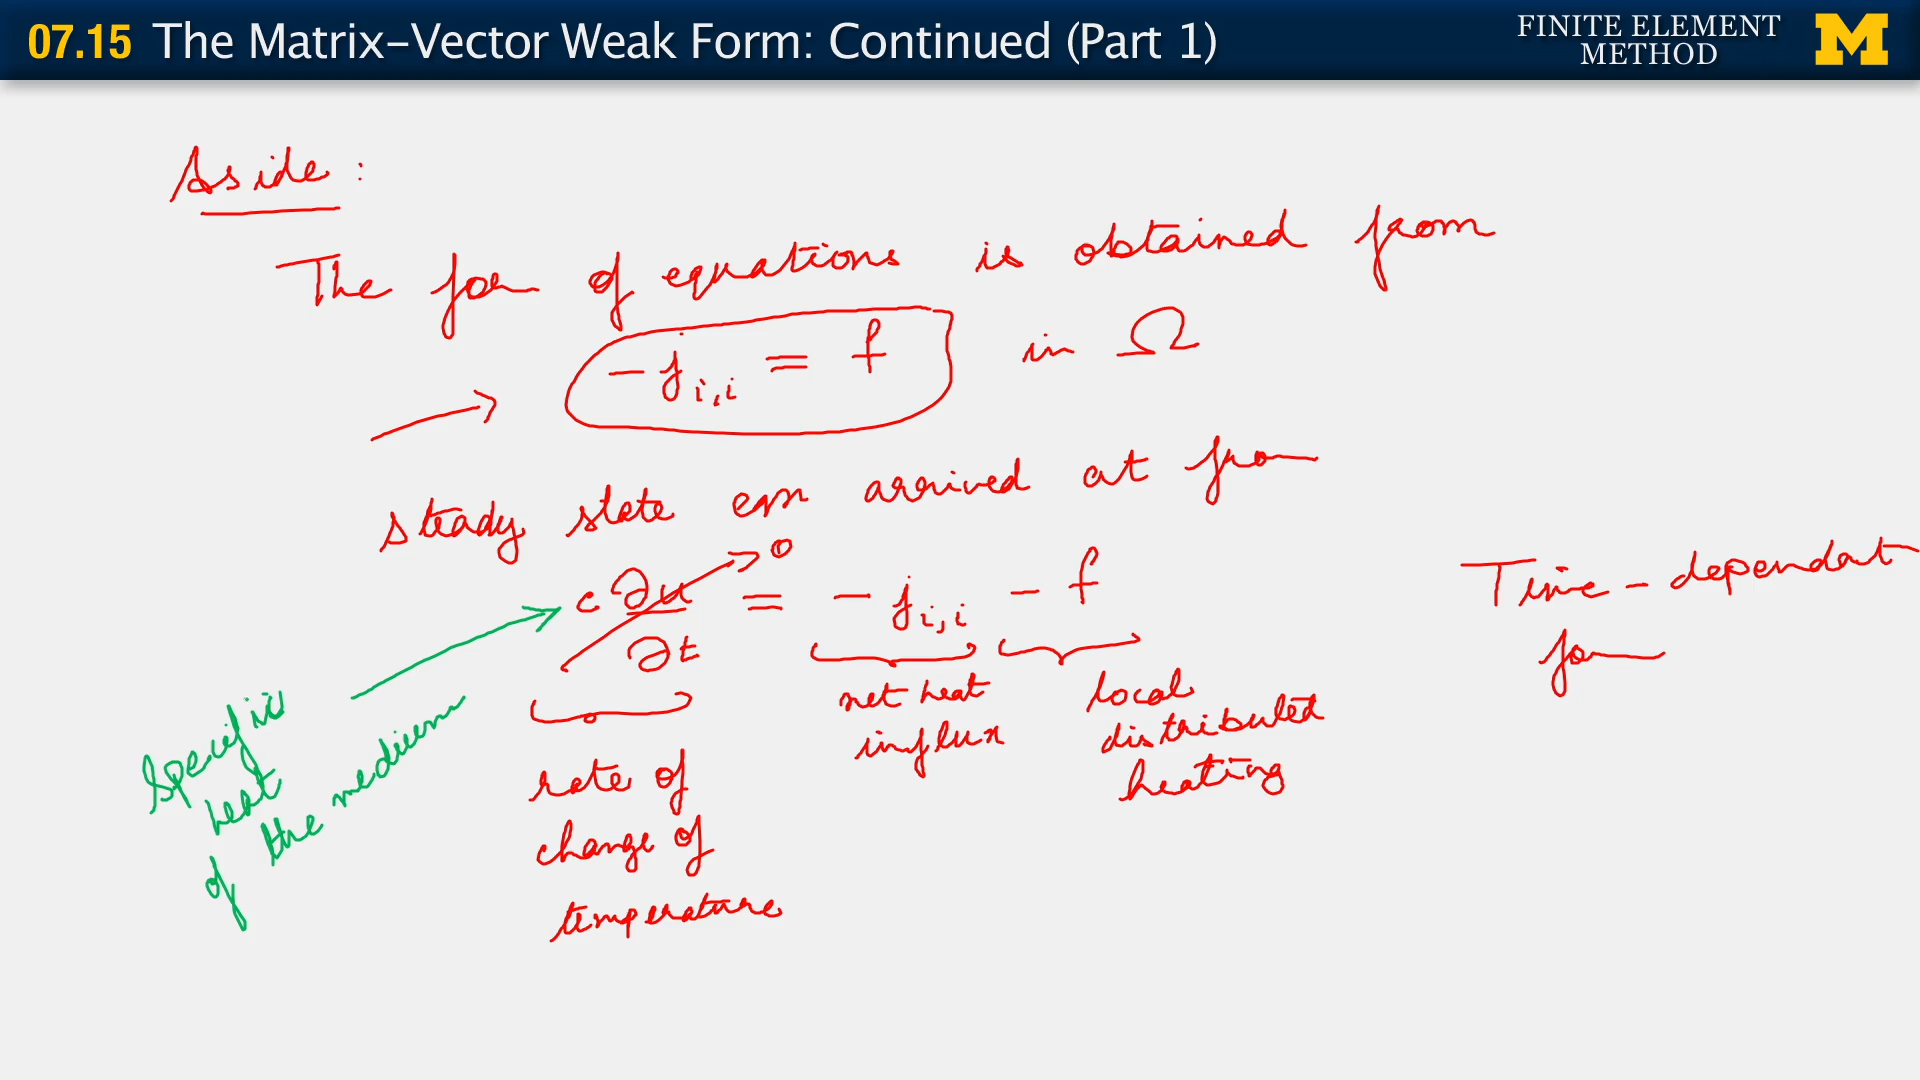 07.15 The Matrix–Vector Weak Form: Continued (Part 1)
FINITE ELEMENT
METHOD
M
Aside :
The form of equations is obtained from
- j i,i = f in Ω
steady state eqn arrived at from
c ∂u/∂t → 0 = - j i,i - f
Time-dependent
form
net heat
influx
local
distributed
heating
rate of
change of
temperature
Specific
heat
of the medium